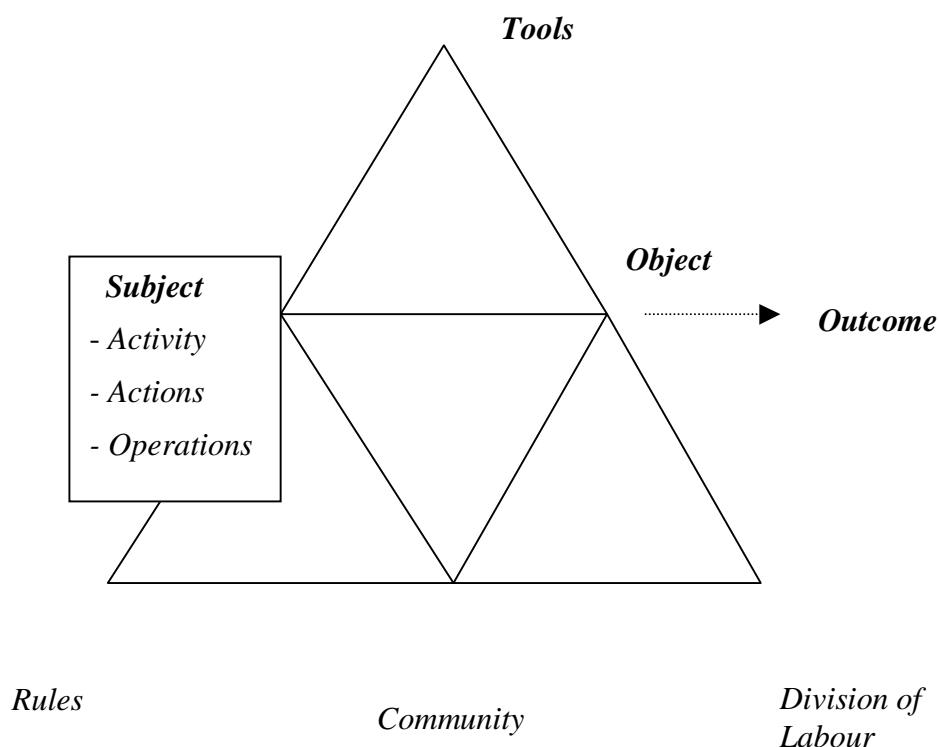 Tools
Object
Outcome
Subject
- Activity
- Actions
- Operations
Rules
Community
Division of
Labour